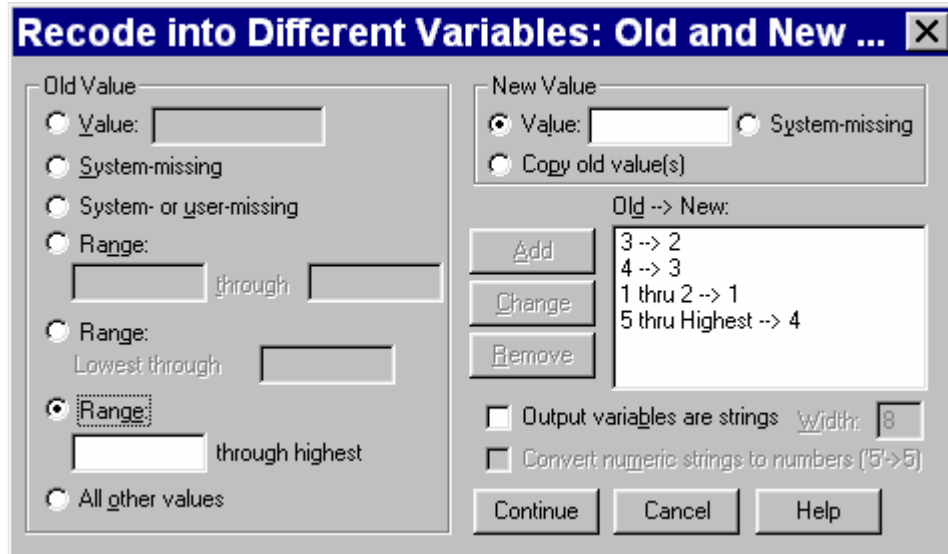 Recode into Different Variables: Old and New ...
Old Value
Value:
System-missing
System- or user-missing
Range:
through
Range:
Lowest through
Range:
through highest
All other values
New Value
Value:
System-missing
Copy old value(s)
Old --> New:
Add
Change
Remove
3 --> 2
4 --> 3
1 thru 2 --> 1
5 thru Highest --> 4
Output variables are strings Width: 8
Convert numeric strings to numbers ('5'->5)
Continue Cancel Help